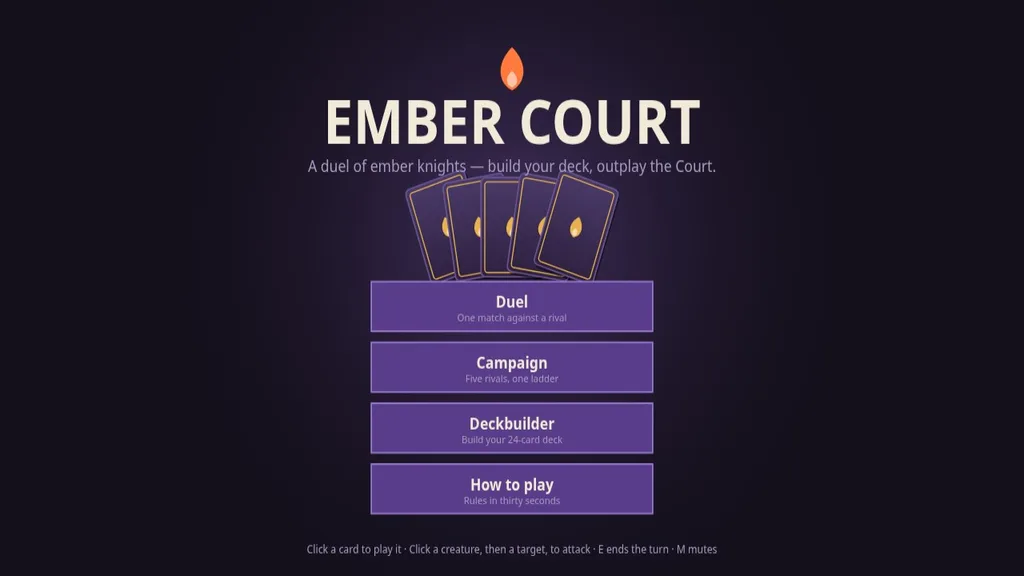 EMBER COURT
A duel of ember knights — build your deck, outplay the Court.
Duel
One match against a rival
Campaign
Five rivals, one ladder
Deckbuilder
Build your 24-card deck
How to play
Rules in thirty seconds
Click a card to play it · Click a creature, then a target, to attack · E ends the turn · M mutes